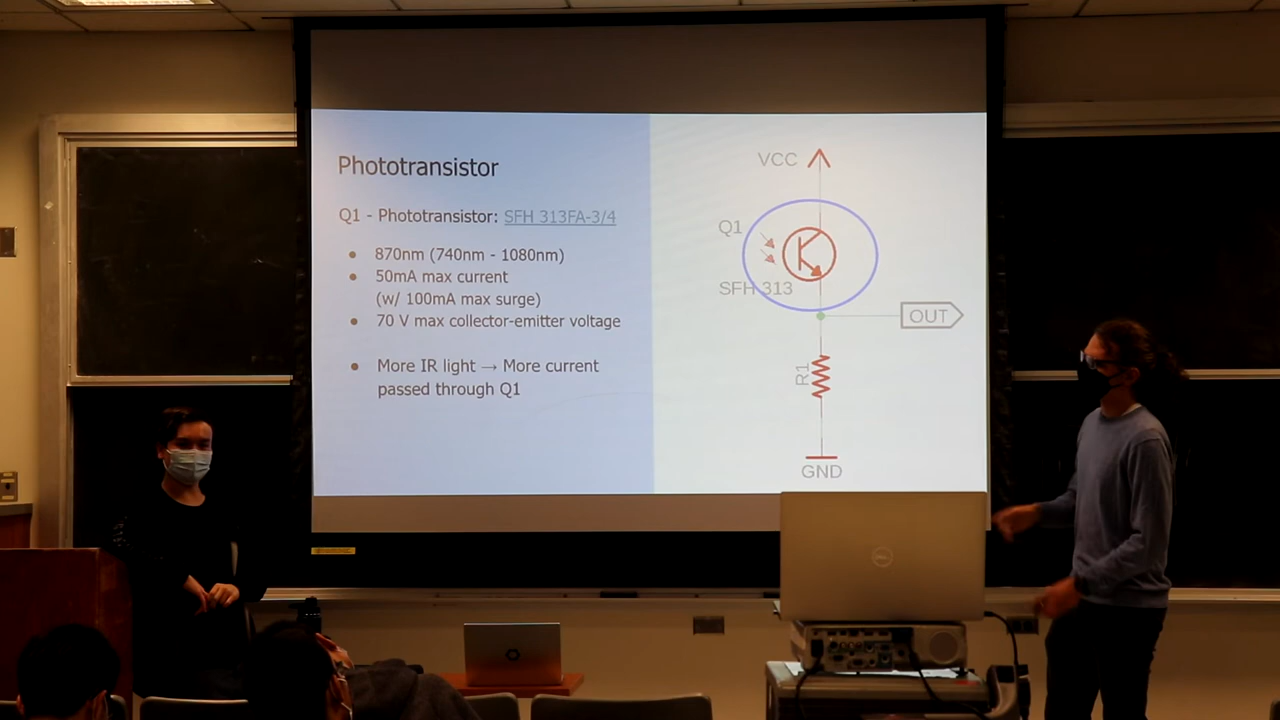 Phototransistor
Q1 - Phototransistor: SFH 313FA-3/4
• 870nm (740nm - 1080nm)
• 50mA max current
(w/ 100mA max surge)
• 70 V max collector-emitter voltage
• More IR light → More current
passed through Q1
VCC
Q1
SFH 313
OUT
R1
GND
DELL